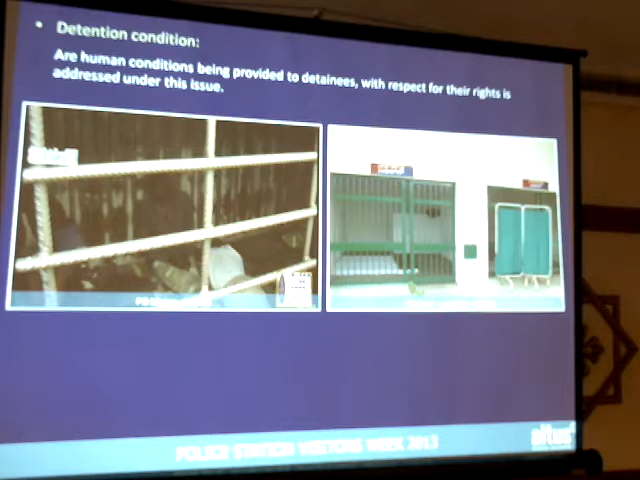 • Detention condition:
Are human conditions being provided to detainees, with respect for their rights is
addressed under this issue.
POLICE STATION VISITORS WEEK 2013
altus